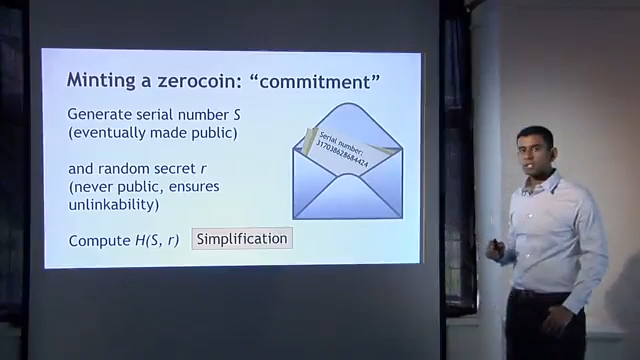 Minting a zerocoin: “commitment”
Generate serial number S
(eventually made public)
Serial number:
317038628684424
and random secret r
(never public, ensures
unlinkability)
Compute H(S, r)
Simplification